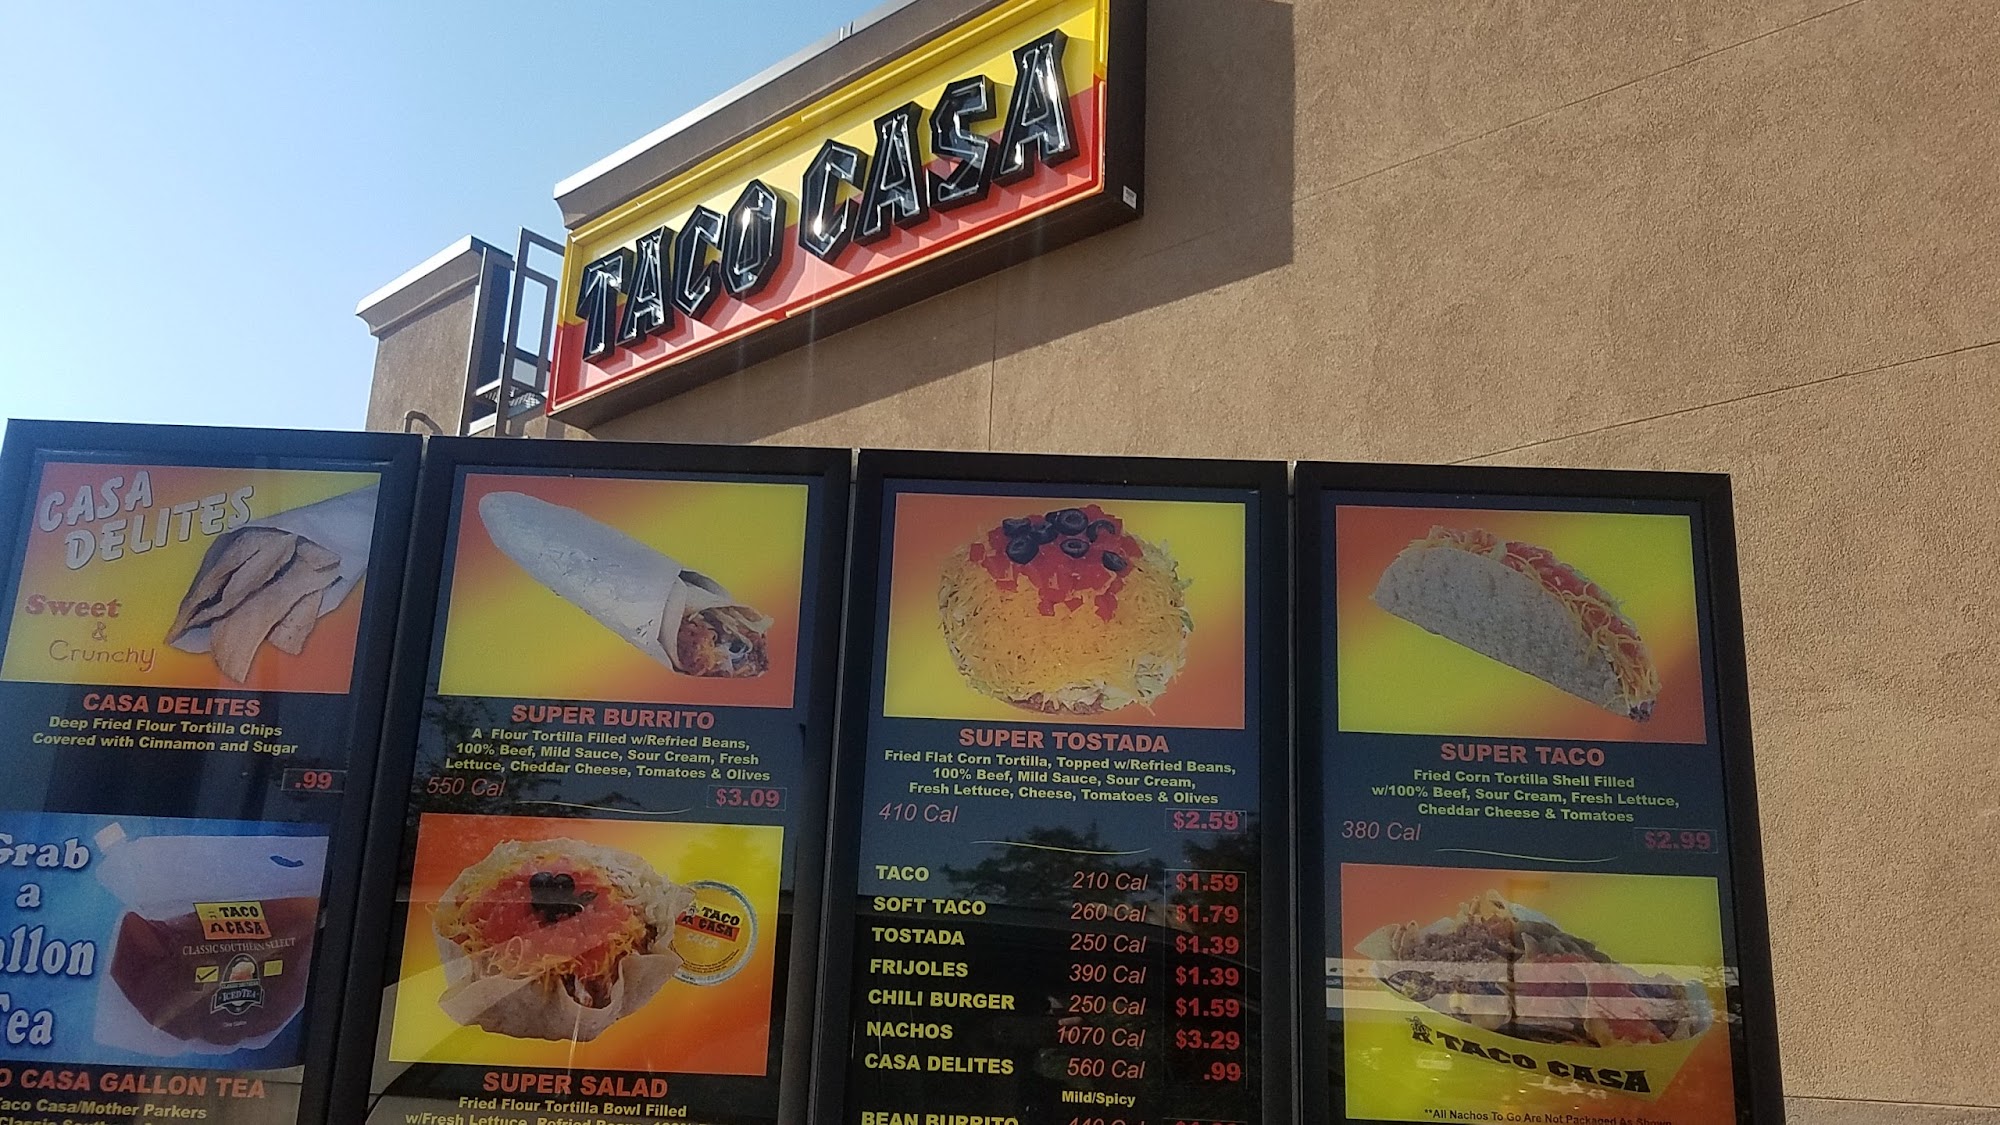 TACO CASA
CASA
DELITES
Sweet
&
Crunchy
CASA DELITES
Deep Fried Flour Tortilla Chips
Covered with Cinnamon and Sugar
.99
Grab
a
allon
Tea
TACO
CASA
CLASSIC SOUTHERN SELECT
ICED TEA
O CASA GALLON TEA
Taco Casa/Mother Parkers
SUPER BURRITO
A Flour Tortilla Filled w/Refried Beans,
100% Beef, Mild Sauce, Sour Cream, Fresh
Lettuce, Cheddar Cheese, Tomatoes & Olives
550 Cal
$3.09
TACO
CASA
SALSA
SUPER SALAD
Fried Flour Tortilla Bowl Filled
w/Fresh Lettuce, Refried Beans,
SUPER TOSTADA
Fried Flat Corn Tortilla, Topped w/Refried Beans,
100% Beef, Mild Sauce, Sour Cream,
Fresh Lettuce, Cheese, Tomatoes & Olives
410 Cal
$2.59
TACO 210 Cal $1.59
SOFT TACO 260 Cal $1.79
TOSTADA 250 Cal $1.39
FRIJOLES 390 Cal $1.39
CHILI BURGER 250 Cal $1.59
NACHOS 1070 Cal $3.29
CASA DELITES 560 Cal .99
Mild/Spicy
BEAN BURRITO 440 Cal
SUPER TACO
Fried Corn Tortilla Shell Filled
w/100% Beef, Sour Cream, Fresh Lettuce,
Cheddar Cheese & Tomatoes
380 Cal
$2.99
TACO CASA
**All Nachos To Go Are Not Packaged As Shown